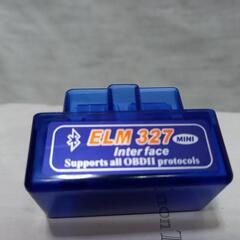 ELM 327 MINI
Interface
Supports all OBDii protocols